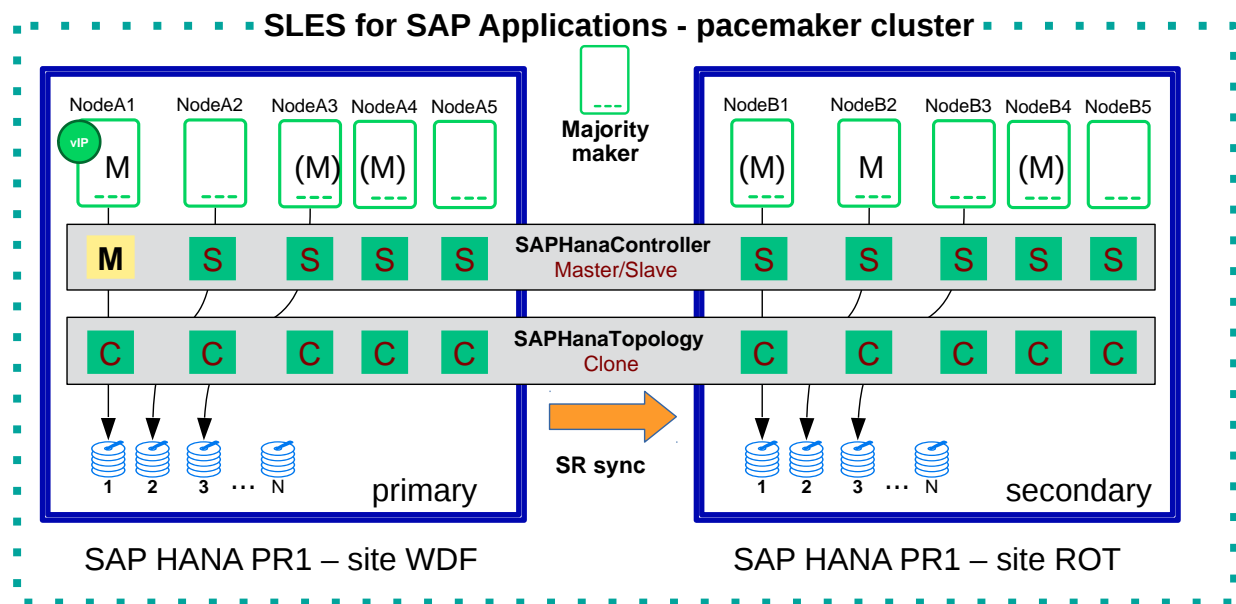 SLES for SAP Applications - pacemaker cluster
NodeA1 NodeA2 NodeA3 NodeA4 NodeA5
vIP
M (M) (M)
Majority
maker
NodeB1 NodeB2 NodeB3 NodeB4 NodeB5
(M) M (M)
SAPHanaController
Master/Slave
M S S S S S S S S S
SAPHanaTopology
Clone
C C C C C C C C C C
SR sync
1 2 3 ... N
primary
1 2 3 ... N
secondary
SAP HANA PR1 – site WDF
SAP HANA PR1 – site ROT